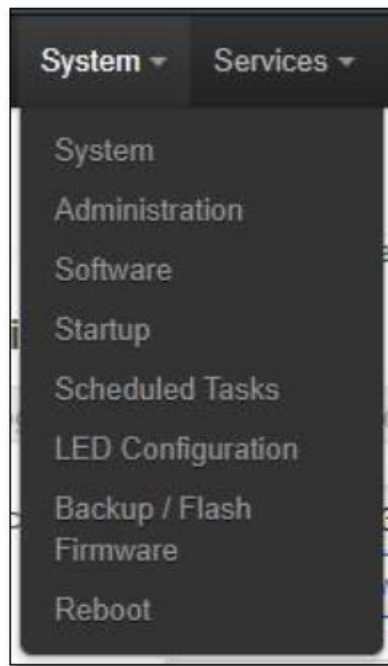 System Services
System
Administration
Software
Startup
Scheduled Tasks
LED Configuration
Backup / Flash
Firmware
Reboot